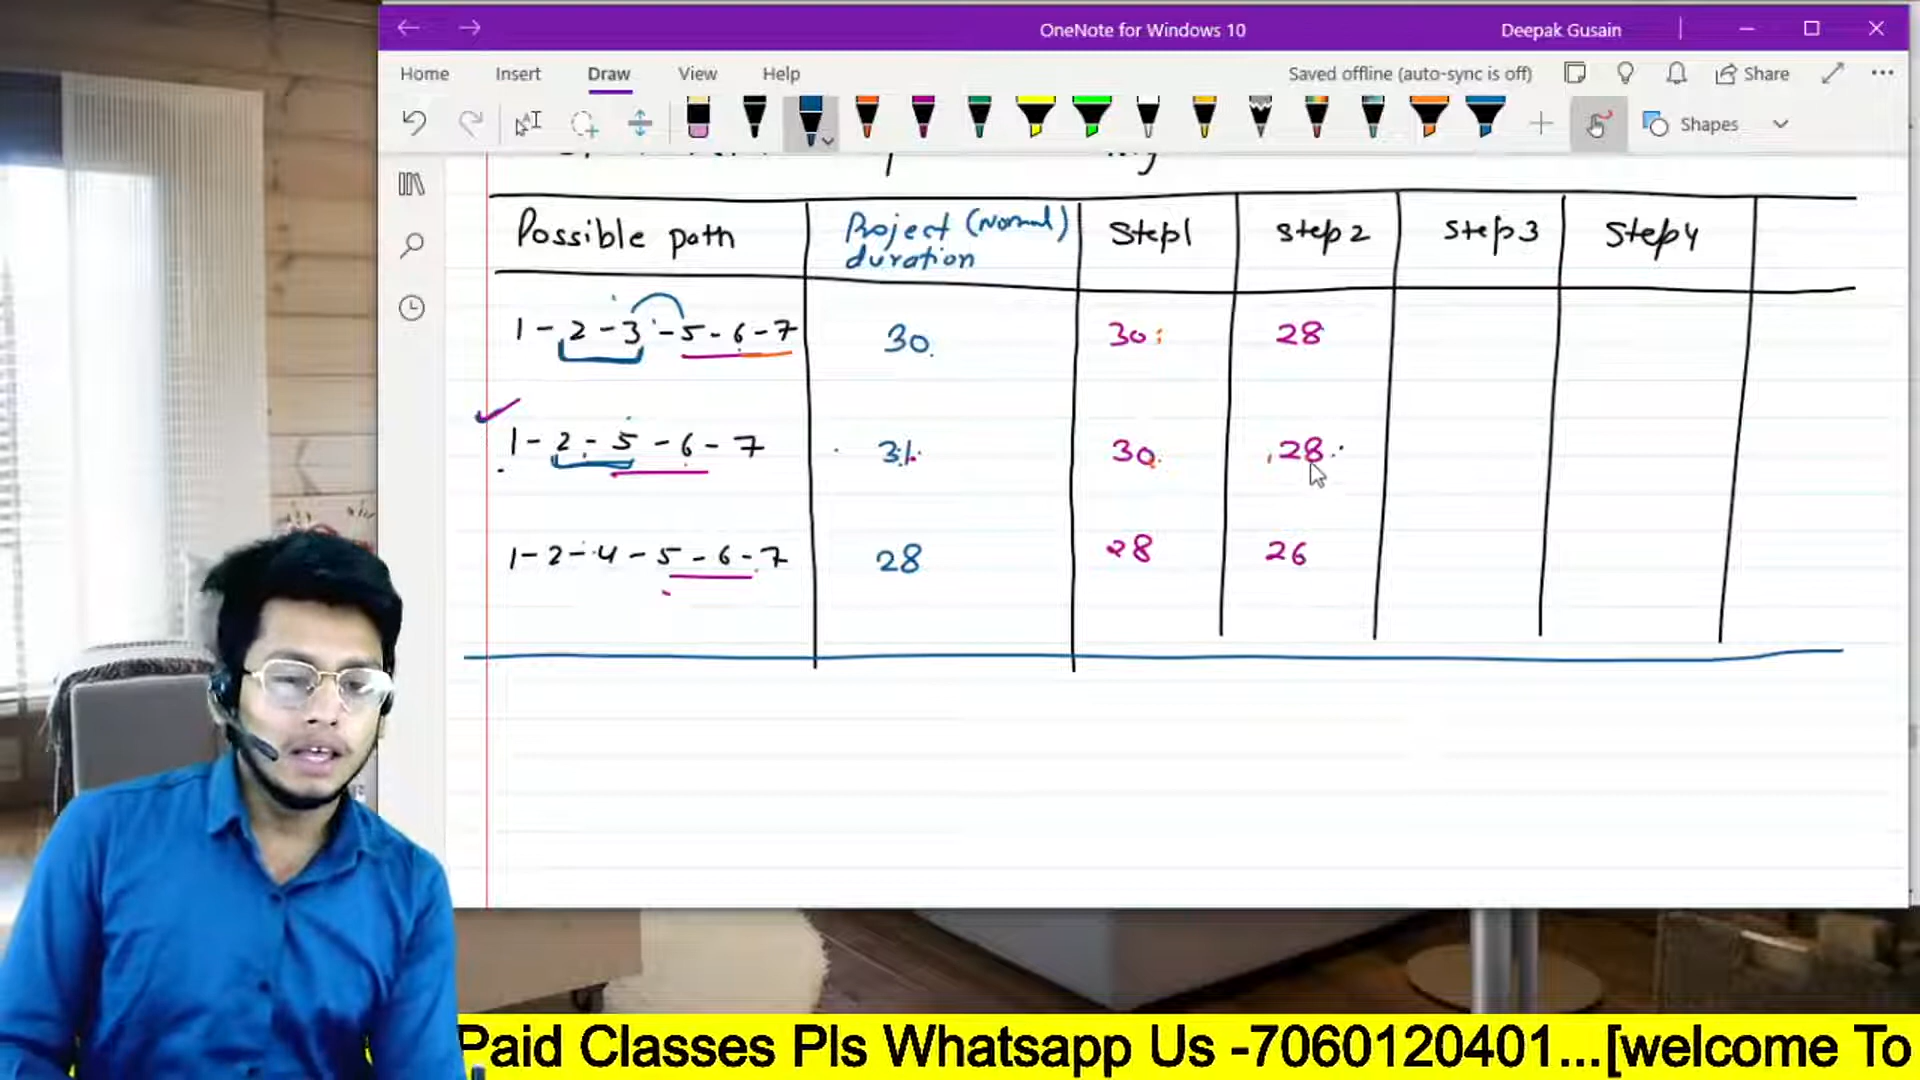 OneNote for Windows 10
Deepak Gusain
Home Insert Draw View Help
Saved offline (auto-sync is off)
Share
Shapes
Possible path
Project (Normal) duration
Step1
Step2
Step3
Step4
1-2-3-5-6-7 30 30 28
1-2-5-6-7 31 30 28
1-2-4-5-6-7 28 28 26
Paid Classes Pls Whatsapp Us -7060120401...[welcome To